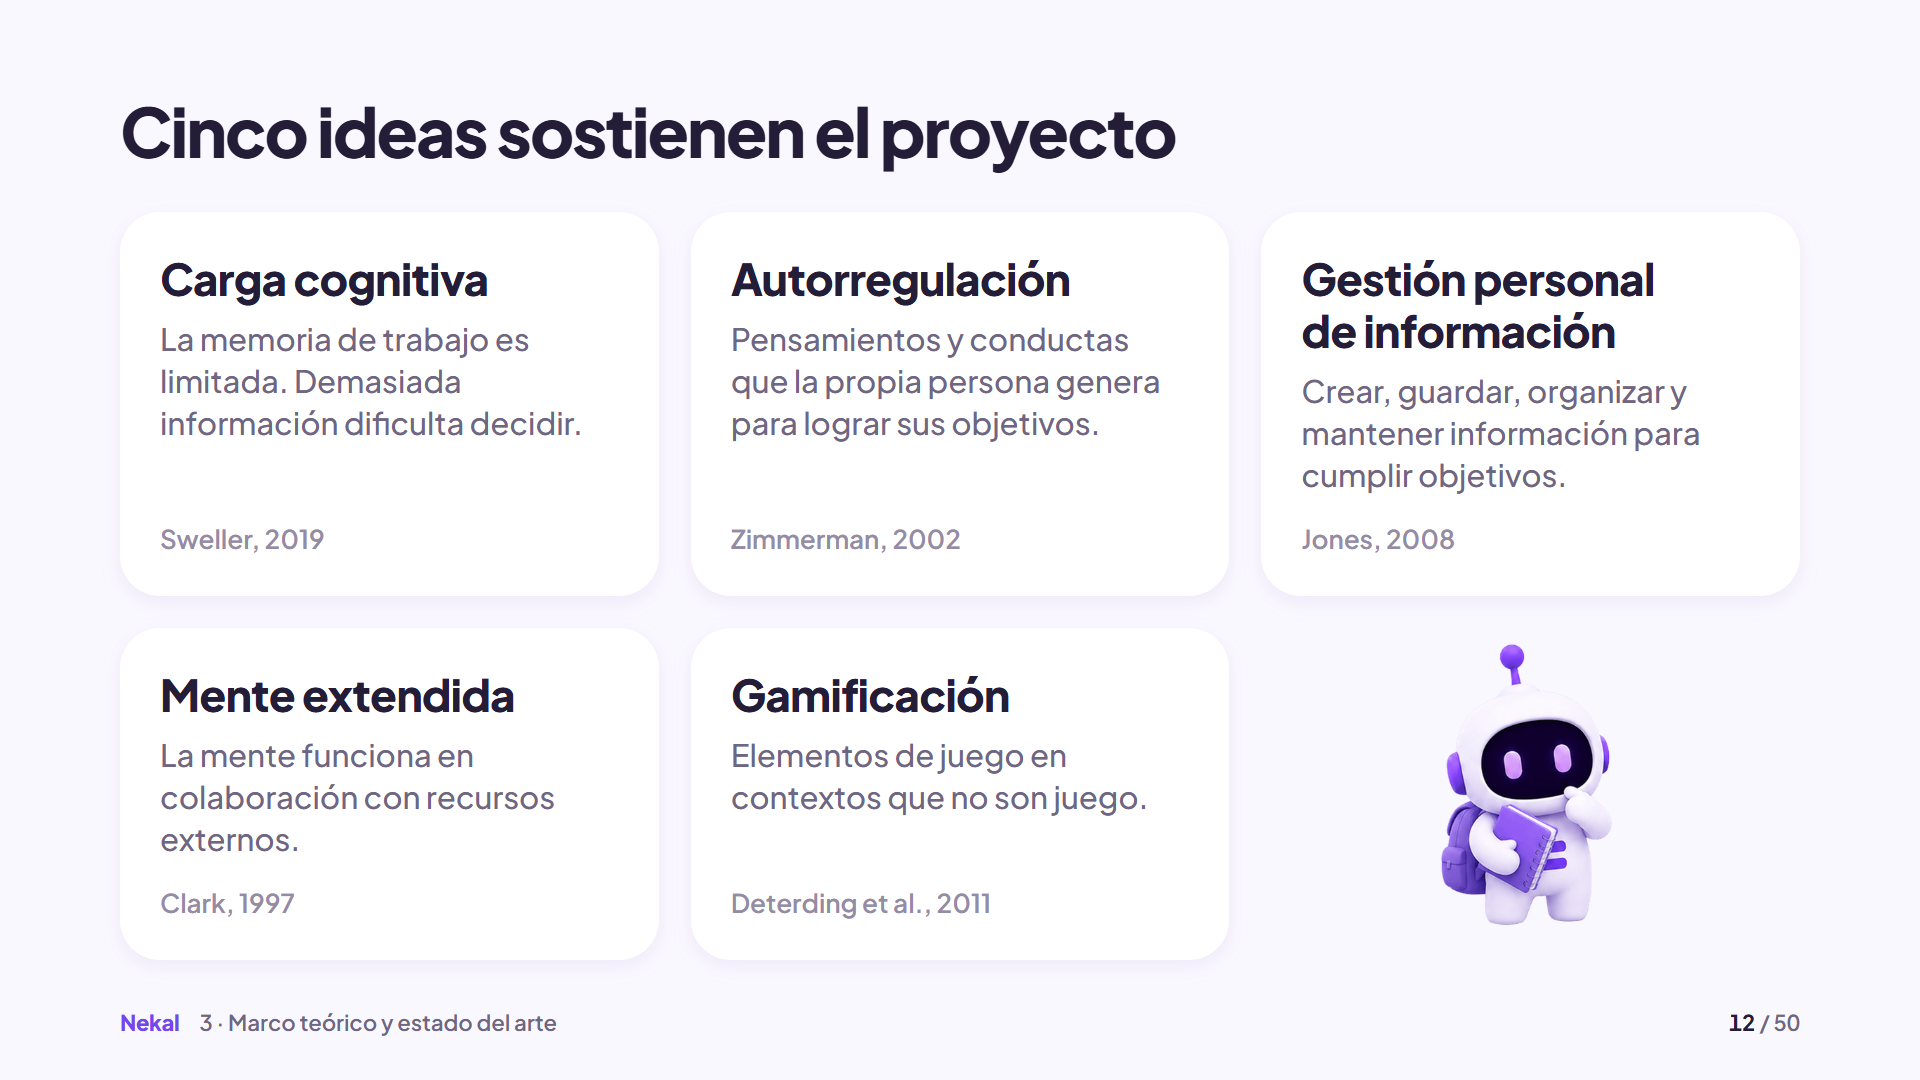 Cinco ideas sostienen el proyecto
Carga cognitiva
La memoria de trabajo es
limitada. Demasiada
información dificulta decidir.
Sweller, 2019
Autorregulación
Pensamientos y conductas
que la propia persona genera
para lograr sus objetivos.
Zimmerman, 2002
Gestión personal
de información
Crear, guardar, organizar y
mantener información para
cumplir objetivos.
Jones, 2008
Mente extendida
La mente funciona en
colaboración con recursos
externos.
Clark, 1997
Gamificación
Elementos de juego en
contextos que no son juego.
Deterding et al., 2011
Nekal 3 · Marco teórico y estado del arte
12 / 50